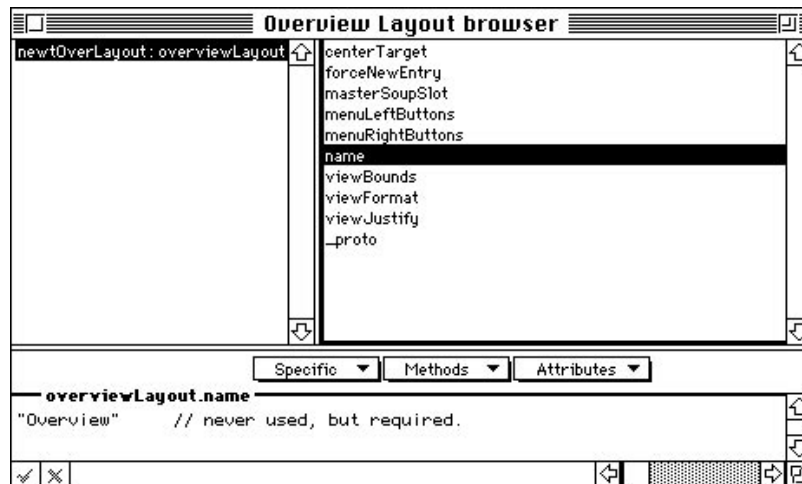 Overview Layout browser
newtOverLayout: overviewLayout
centerTarget
forceNewEntry
masterSoupSlot
menuLeftButtons
menuRightButtons
name
viewBounds
viewFormat
viewJustify
_proto
Specific Methods Attributes
overviewLayout.name
"Overview" // never used, but required.